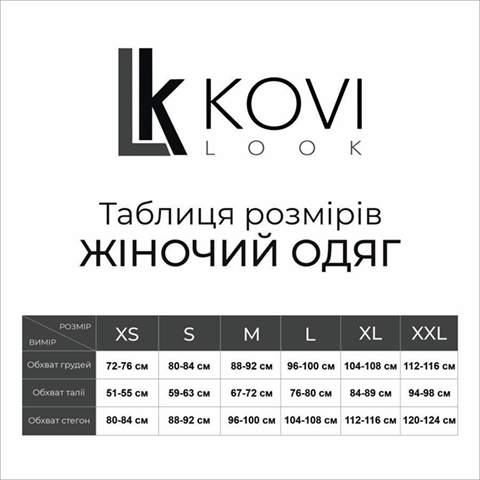 KOVI
LOOK
Таблиця розмірів
ЖІНОЧИЙ ОДЯГ
РОЗМІР
ВИМІР
XS S M L XL XXL
Обхват грудей 72-76 см 80-84 см 88-92 см 96-100 см 104-108 см 112-116 см
Обхват талії 51-55 см 59-63 см 67-72 см 76-80 см 84-89 см 94-98 см
Обхват стегон 80-84 см 88-92 см 96-100 см 104-108 см 112-116 см 120-124 см